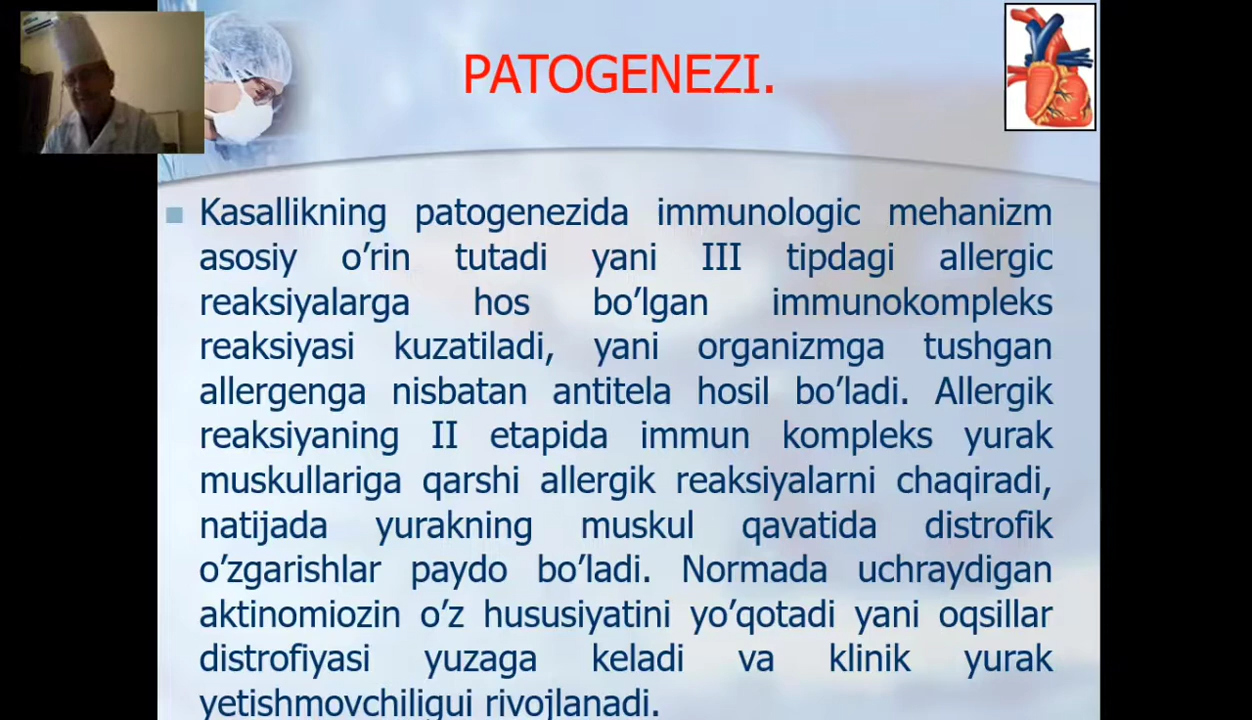 PATOGENEZI.
Kasallikning patogenezida immunologic mehanizm
asosiy o’rin tutadi yani III tipdagi allergic
reaksiyalarga hos bo’lgan immunokompleks
reaksiyasi kuzatiladi, yani organizmga tushgan
allergenga nisbatan antitela hosil bo’ladi. Allergik
reaksiyaning II etapida immun kompleks yurak
muskullariga qarshi allergik reaksiyalarni chaqiradi,
natijada yurakning muskul qavatida distrofik
o’zgarishlar paydo bo’ladi. Normada uchraydigan
aktinomiozin o’z hususiyatini yo’qotadi yani oqsillar
distrofiyasi yuzaga keladi va klinik yurak
yetishmovchiligui rivojlanadi.